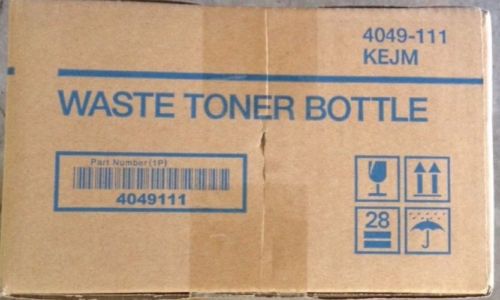 4049-111
KEJM
WASTE TONER BOTTLE
Part Number(1P)
4049111
28